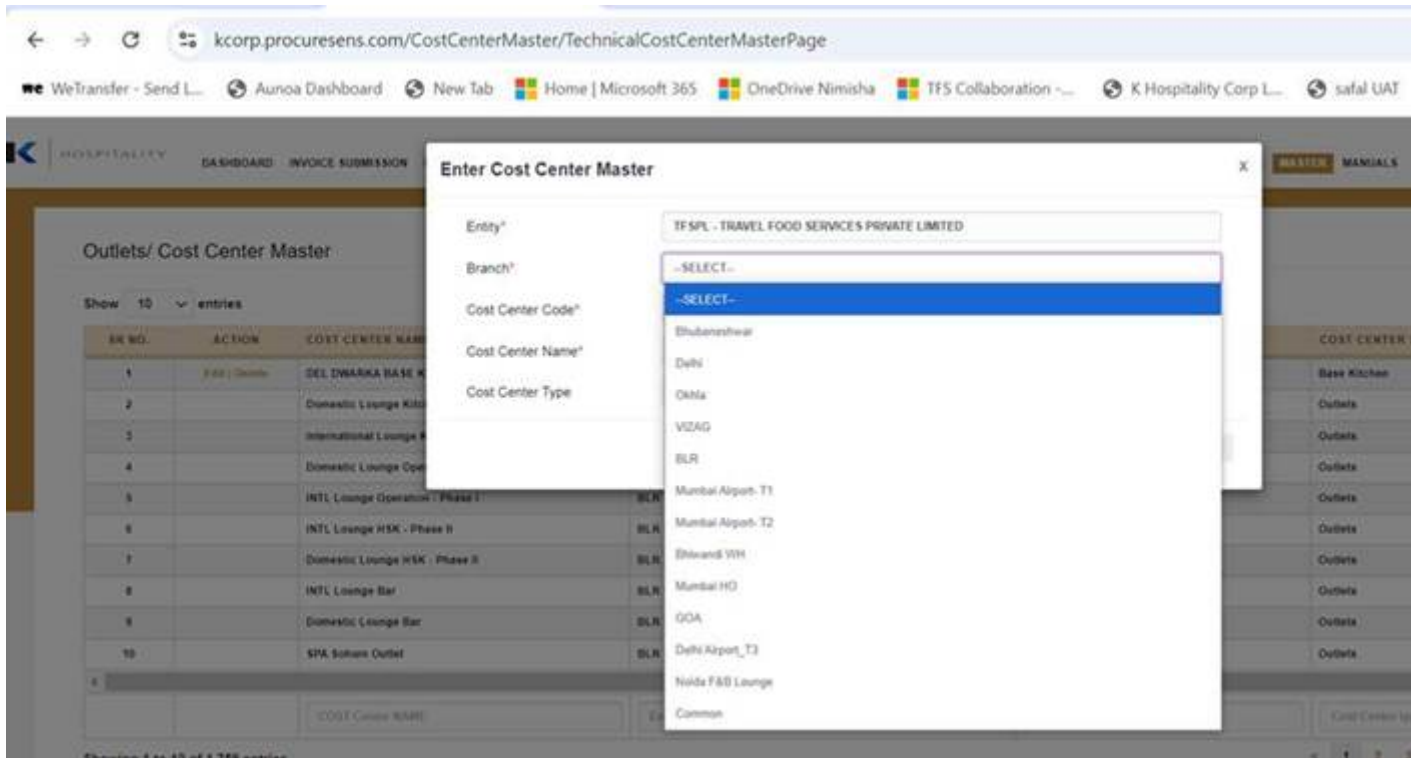 kcorp.procuresens.com/CostCenterMaster/TechnicalCostCenterMasterPage
we WeTransfer - Send L... Aunoa Dashboard New Tab Home | Microsoft 365 OneDrive Nimisha TFS Collaboration -... K Hospitality Corp L... safal UAT
K HOSPITALITY DASHBOARD INVOICE SUBMISSION MASTER MANUALS
Enter Cost Center Master X
Entity* TFSPL - TRAVEL FOOD SERVICES PRIVATE LIMITED
Branch* --SELECT--
Cost Center Code*
Cost Center Name*
Cost Center Type
--SELECT--
Bhubaneshwar
Delhi
Okhla
VIZAG
BLR
Mumbai Airport- T1
Mumbai Airport- T2
Bhiwandi WH
Mumbai HO
GOA
Delhi Airport_T3
Noida F&B Lounge
Common
Outlets/ Cost Center Master
Show 10 entries
SR NO. ACTION COST CENTER COST CENTER
1 Edit | Delete DEL DWARKA BASE Base Kitchen
2 Domestic Lounge Outlets
3 International Lounge Outlets
4 Domestic Lounge Outlets
5 INTL Lounge Operation - Phase I BLR Outlets
6 INTL Lounge HSK - Phase II BLR Outlets
7 Domestic Lounge HSK - Phase II BLR Outlets
8 INTL Lounge Bar BLR Outlets
9 Domestic Lounge Bar BLR Outlets
10 SPA Soham Outlet BLR Outlets
COST Center NAME Cost Center
1 2